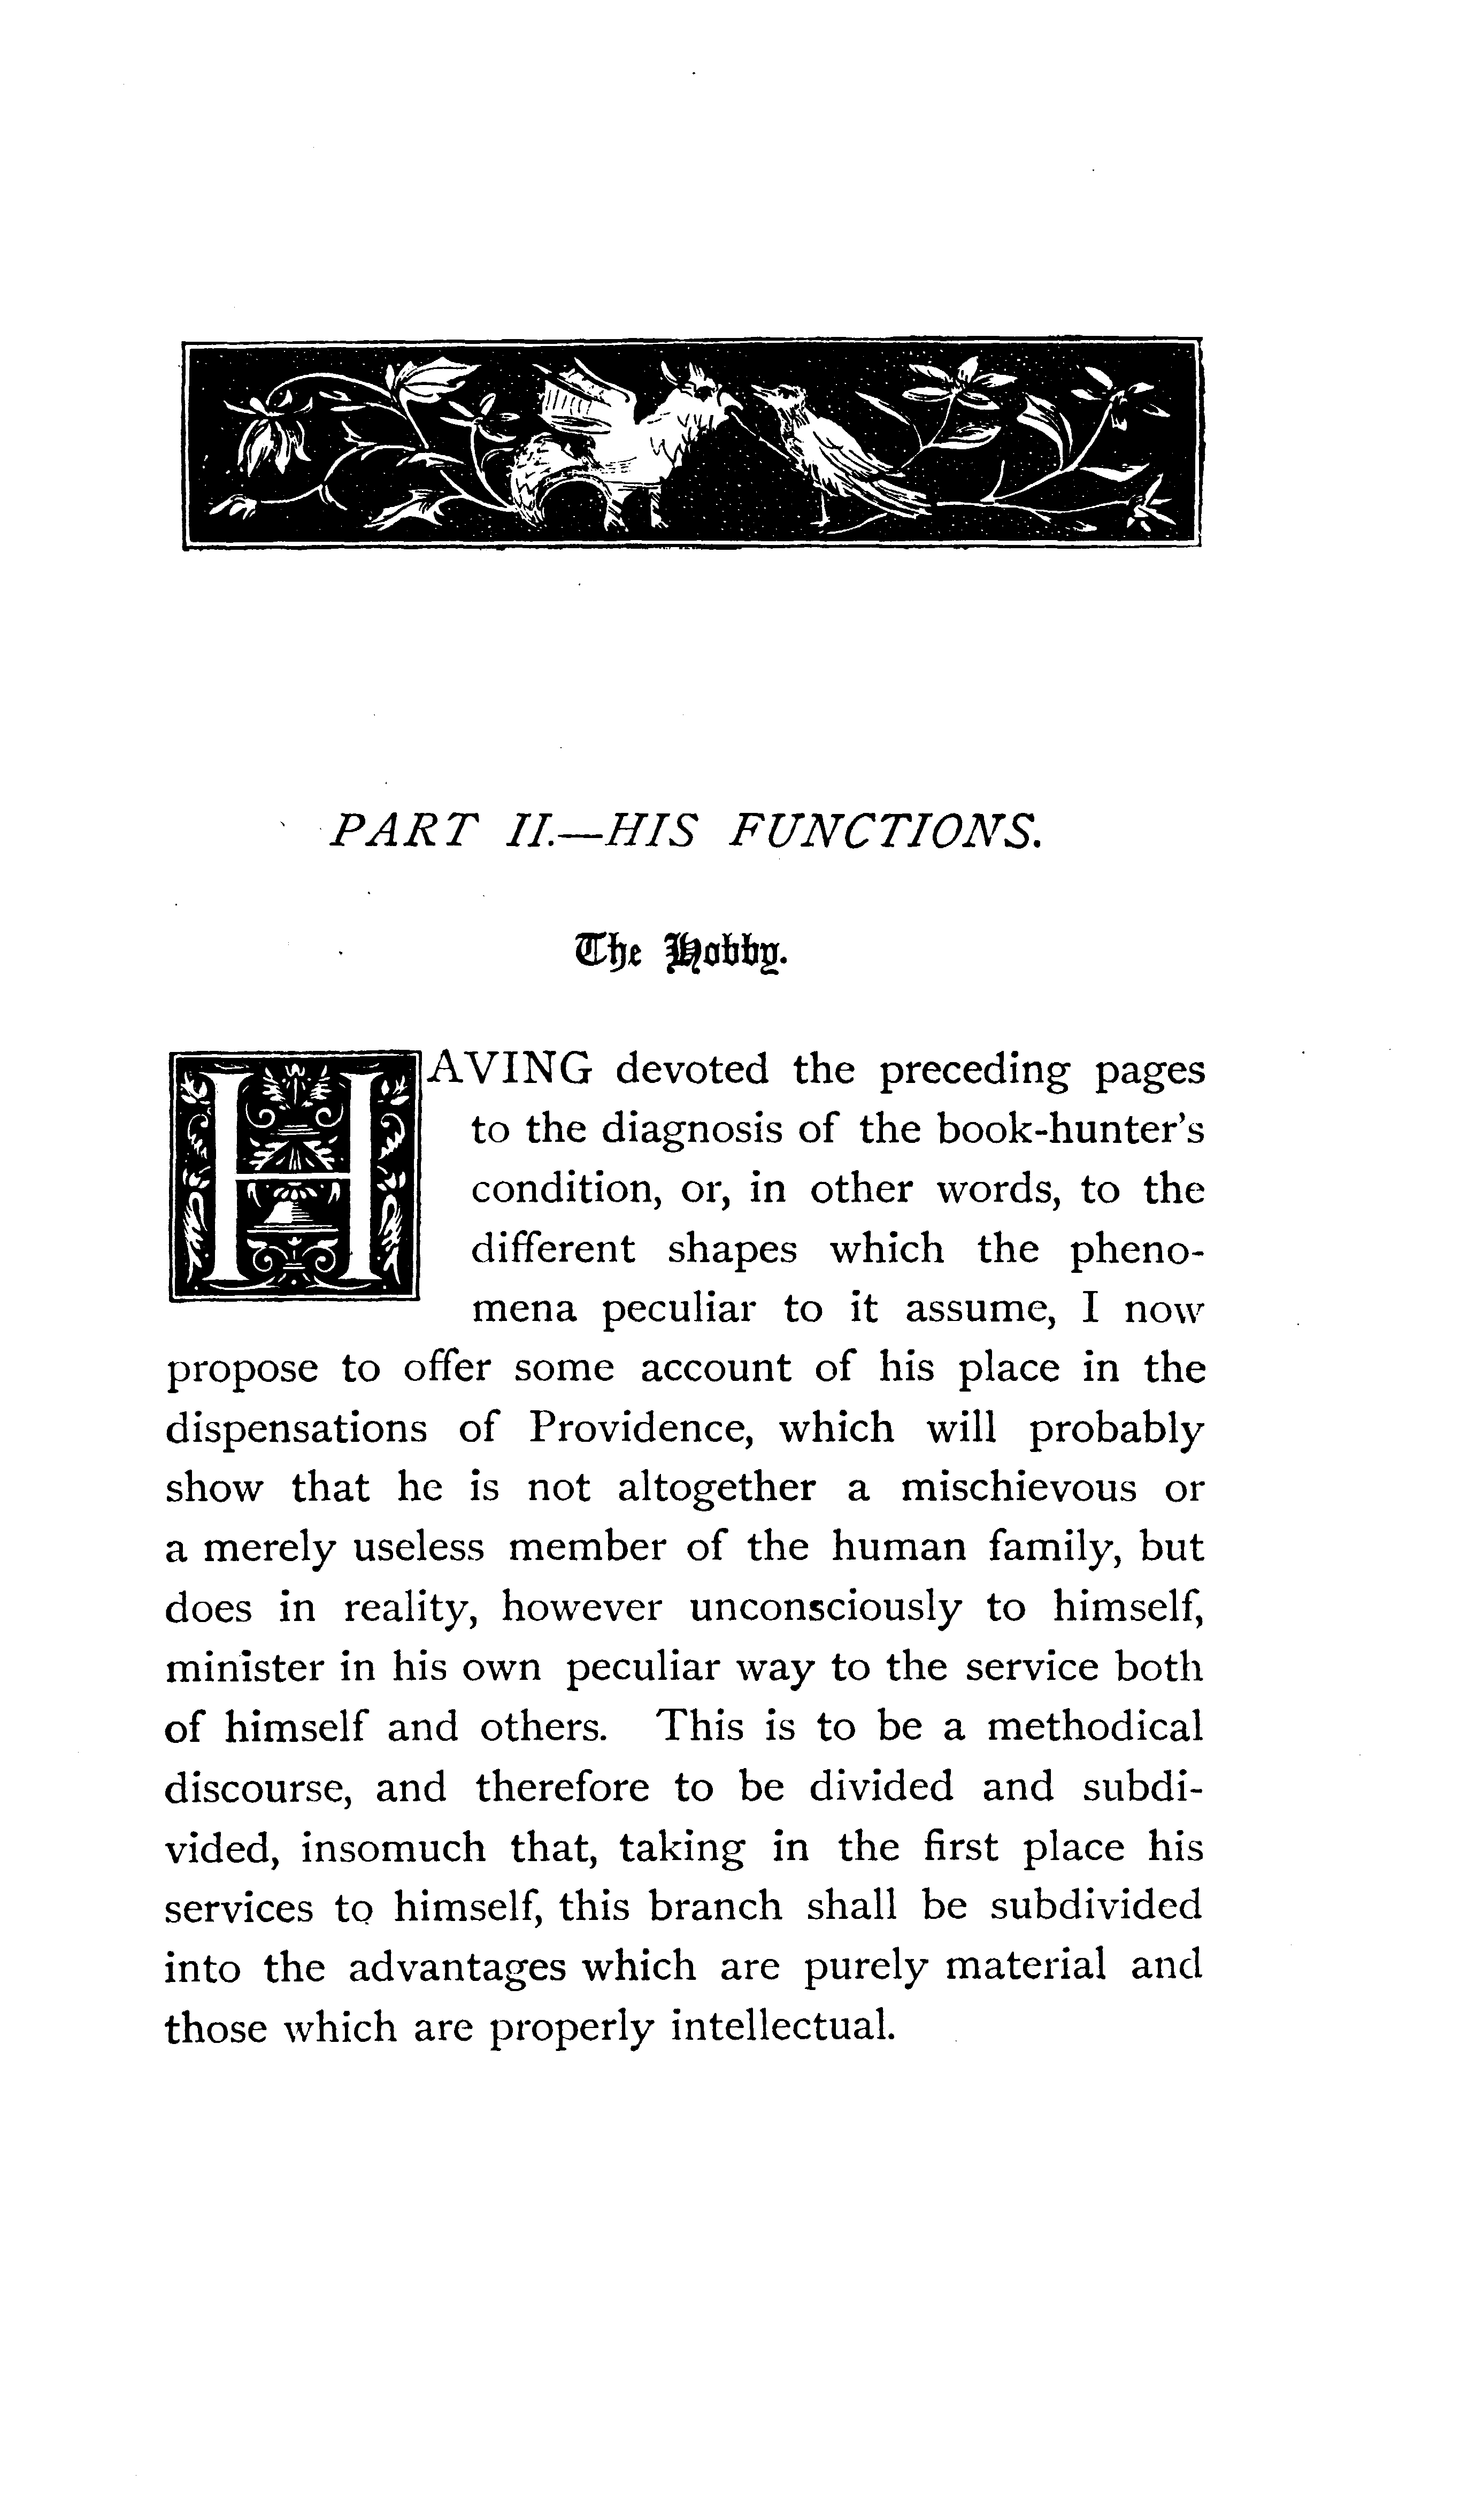 PART II.—HIS FUNCTIONS.
The Hobby.
HAVING devoted the preceding pages
to the diagnosis of the book-hunter's
condition, or, in other words, to the
different shapes which the pheno-
mena peculiar to it assume, I now
propose to offer some account of his place in the
dispensations of Providence, which will probably
show that he is not altogether a mischievous or
a merely useless member of the human family, but
does in reality, however unconsciously to himself,
minister in his own peculiar way to the service both
of himself and others. This is to be a methodical
discourse, and therefore to be divided and subdi-
vided, insomuch that, taking in the first place his
services to himself, this branch shall be subdivided
into the advantages which are purely material and
those which are properly intellectual.